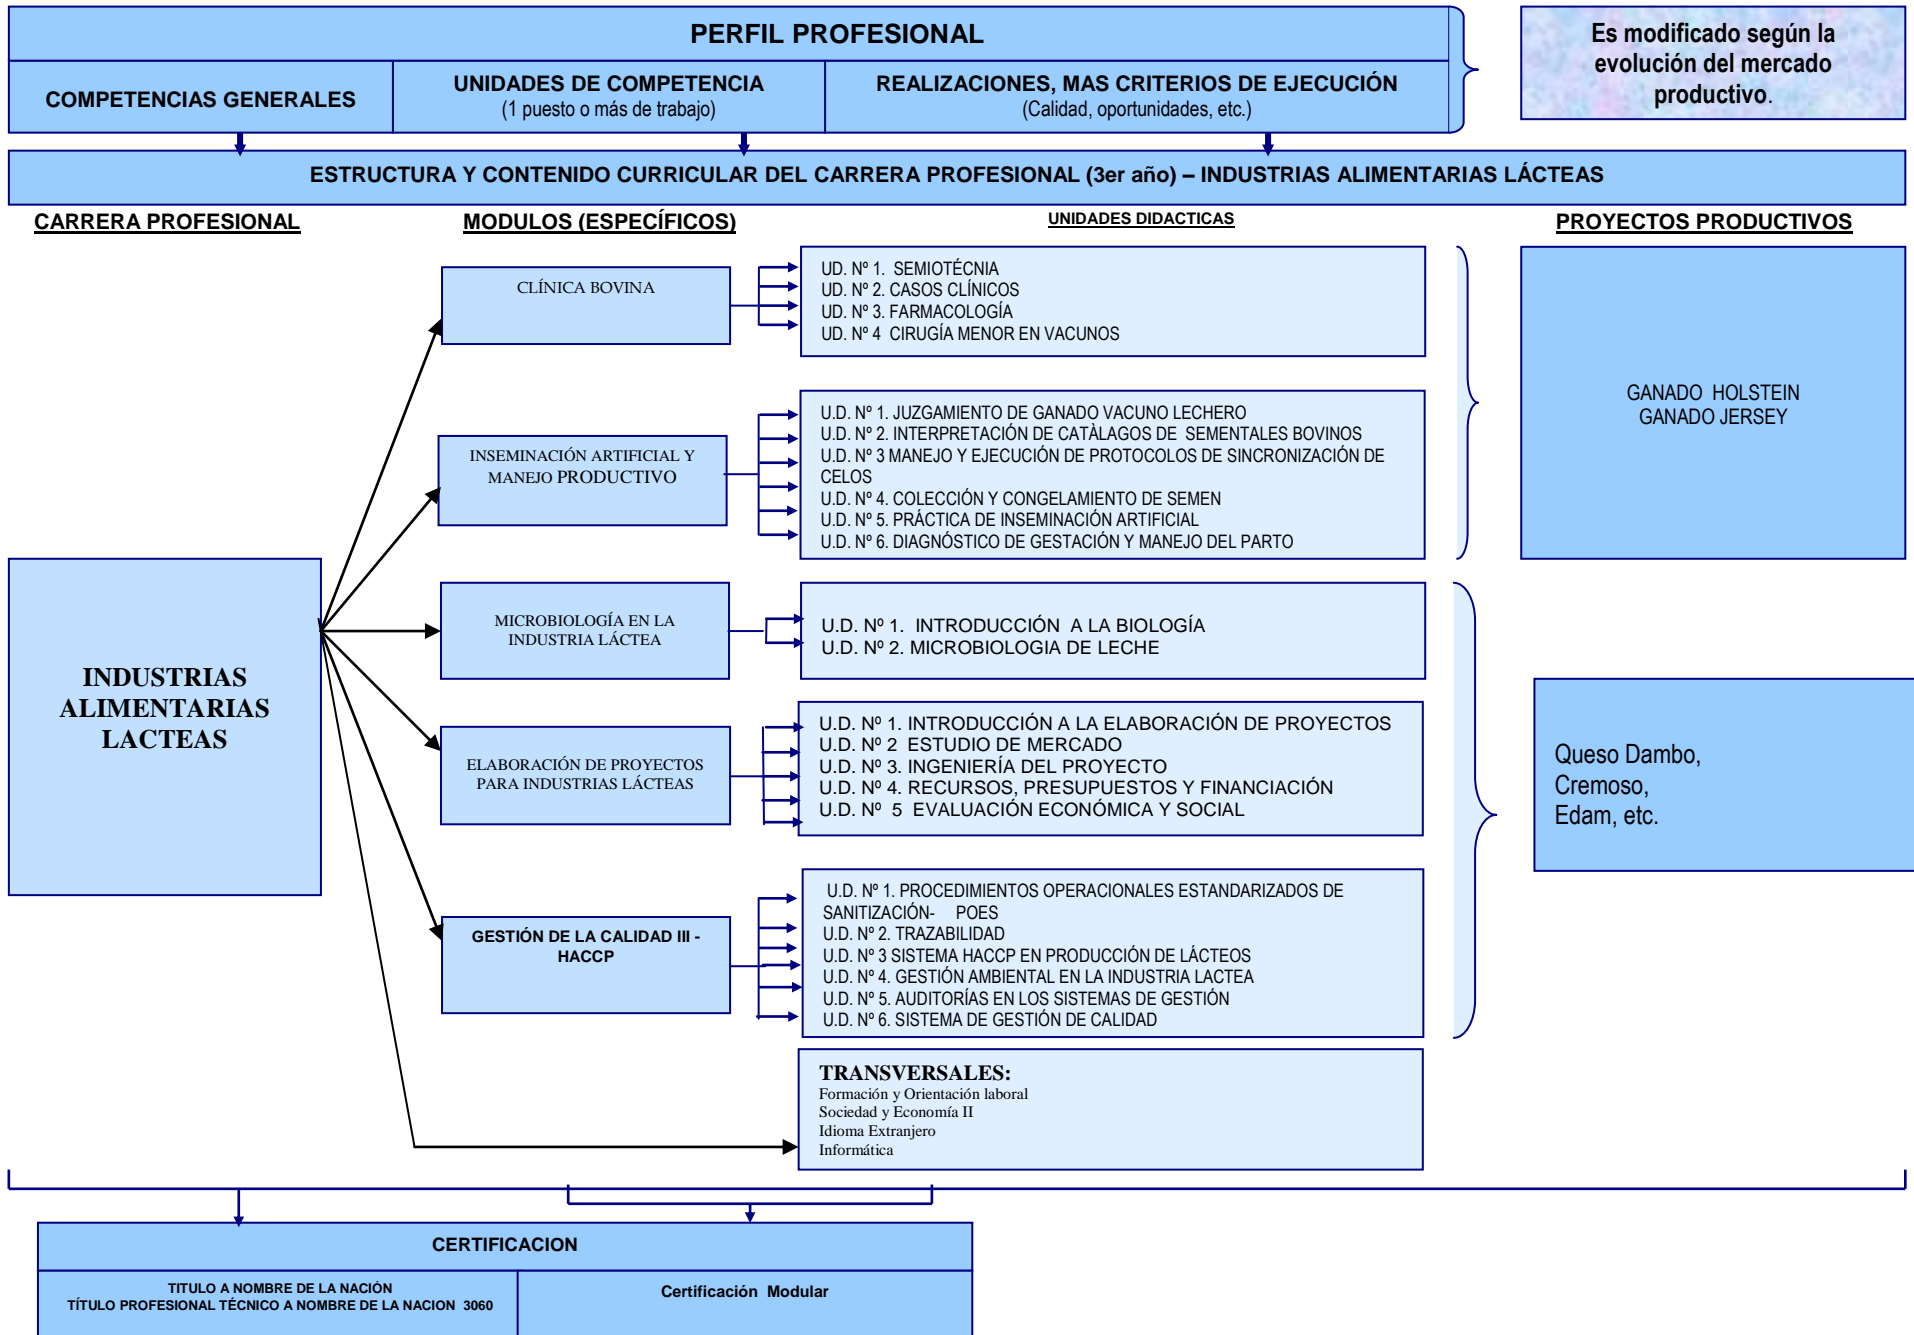 PERFIL PROFESIONAL
Es modificado según la
evolución del mercado
productivo.
COMPETENCIAS GENERALES
UNIDADES DE COMPETENCIA
(1 puesto o más de trabajo)
REALIZACIONES, MAS CRITERIOS DE EJECUCIÓN
(Calidad, oportunidades, etc.)
ESTRUCTURA Y CONTENIDO CURRICULAR DEL CARRERA PROFESIONAL (3er año) – INDUSTRIAS ALIMENTARIAS LÁCTEAS
CARRERA PROFESIONAL
MODULOS (ESPECÍFICOS)
UNIDADES DIDACTICAS
PROYECTOS PRODUCTIVOS
INDUSTRIAS
ALIMENTARIAS
LACTEAS
CLÍNICA BOVINA
UD. Nº 1.  SEMIOTÉCNIA
UD. Nº 2. CASOS CLÍNICOS
UD. Nº 3. FARMACOLOGÍA
UD. Nº 4  CIRUGÍA MENOR EN VACUNOS
INSEMINACIÓN ARTIFICIAL Y
MANEJO PRODUCTIVO
U.D. Nº 1. JUZGAMIENTO DE GANADO VACUNO LECHERO
U.D. Nº 2. INTERPRETACIÓN DE CATÀLAGOS DE  SEMENTALES BOVINOS
U.D. Nº 3 MANEJO Y EJECUCIÓN DE PROTOCOLOS DE SINCRONIZACIÓN DE
CELOS
U.D. Nº 4. COLECCIÓN Y CONGELAMIENTO DE SEMEN
U.D. Nº 5. PRÁCTICA DE INSEMINACIÓN ARTIFICIAL
U.D. Nº 6. DIAGNÓSTICO DE GESTACIÓN Y MANEJO DEL PARTO
GANADO  HOLSTEIN
GANADO JERSEY
MICROBIOLOGÍA EN LA
INDUSTRIA LÁCTEA
U.D. Nº 1.  INTRODUCCIÓN  A LA BIOLOGÍA
U.D. Nº 2. MICROBIOLOGIA DE LECHE
ELABORACIÓN DE PROYECTOS
PARA INDUSTRIAS LÁCTEAS
U.D. Nº 1. INTRODUCCIÓN A LA ELABORACIÓN DE PROYECTOS
U.D. Nº 2  ESTUDIO DE MERCADO
U.D. Nº 3. INGENIERÍA DEL PROYECTO
U.D. Nº 4. RECURSOS, PRESUPUESTOS Y FINANCIACIÓN
U.D. Nº  5  EVALUACIÓN ECONÓMICA Y SOCIAL
Queso Dambo,
Cremoso,
Edam, etc.
GESTIÓN DE LA CALIDAD III -
HACCP
U.D. Nº 1. PROCEDIMIENTOS OPERACIONALES ESTANDARIZADOS DE
SANITIZACIÓN-    POES
U.D. Nº 2. TRAZABILIDAD
U.D. Nº 3 SISTEMA HACCP EN PRODUCCIÓN DE LÁCTEOS
U.D. Nº 4. GESTIÓN AMBIENTAL EN LA INDUSTRIA LACTEA
U.D. Nº 5. AUDITORÍAS EN LOS SISTEMAS DE GESTIÓN
U.D. Nº 6. SISTEMA DE GESTIÓN DE CALIDAD
TRANSVERSALES:
Formación y Orientación laboral
Sociedad y Economía II
Idioma Extranjero
Informática
CERTIFICACION
TITULO A NOMBRE DE LA NACIÓN
TÍTULO PROFESIONAL TÉCNICO A NOMBRE DE LA NACION  3060
Certificación  Modular